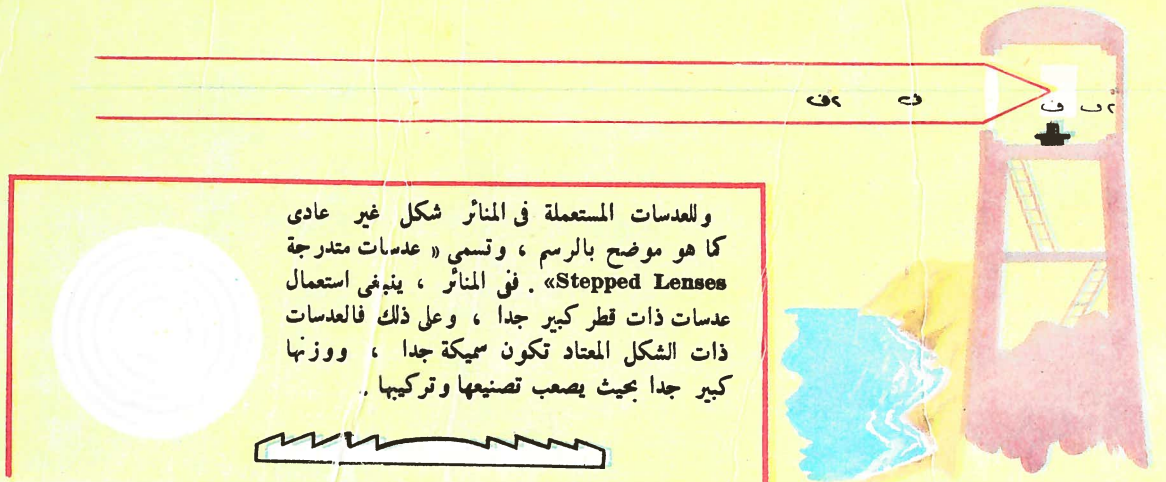 ٢ف ف ف ٢ف
وللعدسات المستعملة فى المنائر شكل غير عادى
كما هو موضح بالرسم ، وتسمى « عدسات متدرجة
Stepped Lenses» . ففى المنائر ، ينبغى استعمال
عدسات ذات قطر كبير جدا ، وعلى ذلك فالعدسات
ذات الشكل المعتاد تكون سميكة جدا ، ووزنها
كبير جدا بحيث يصعب تصنيعها وتركيبها .